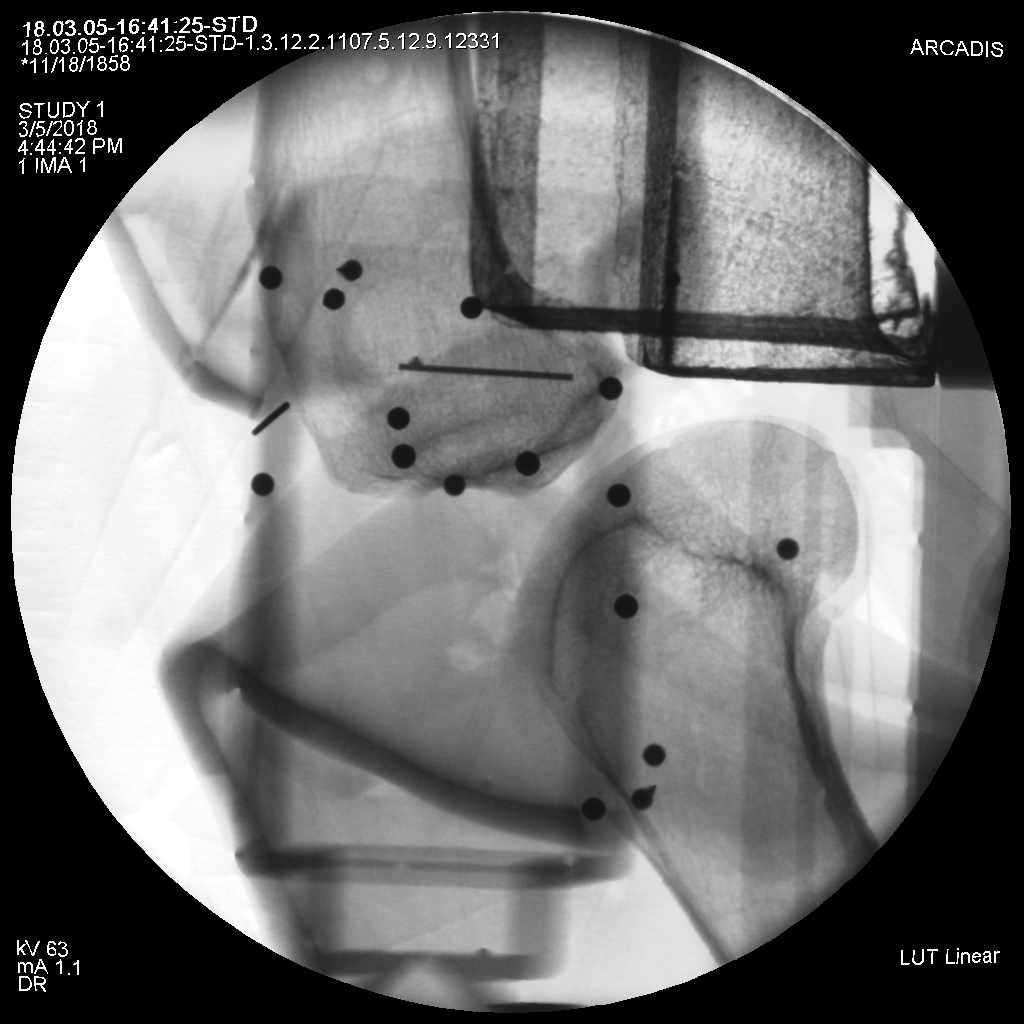 18.03.05-16:41:25-STD
18.03.05-16:41:25-STD-1.3.12.2.1107.5.12.9.12331
*11/18/1858
ARCADIS
STUDY 1
3/5/2018
4:44:42 PM
1 IMA 1
kV 63
mA 1.1
DR
LUT Linear